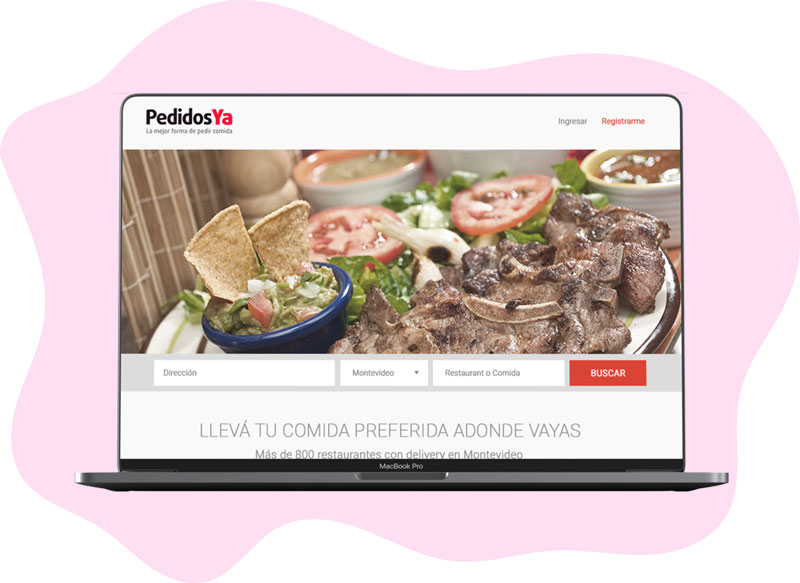 PedidosYa
La mejor forma de pedir comida
Ingresar
Registrarme
Dirección
Montevideo
Restaurant o Comida
BUSCAR
LLEVÁ TU COMIDA PREFERIDA ADONDE VAYAS
Más de 800 restaurantes con delivery en Montevideo
MacBook Pro